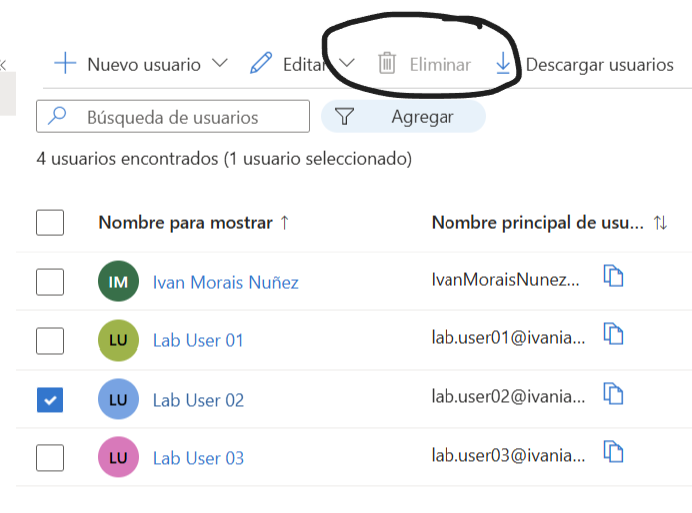 Nuevo usuario Editar Eliminar Descargar usuarios
Búsqueda de usuarios Agregar
4 usuarios encontrados (1 usuario seleccionado)
Nombre para mostrar ↑ Nombre principal de usu... ↑↓
IM Ivan Morais Nuñez IvanMoraisNunez...
LU Lab User 01 lab.user01@ivania...
LU Lab User 02 lab.user02@ivania...
LU Lab User 03 lab.user03@ivania...